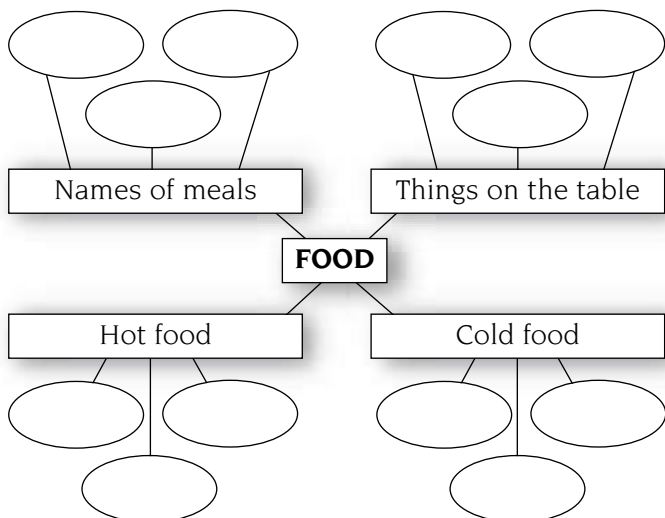 Names of meals
Things on the table
FOOD
Hot food
Cold food